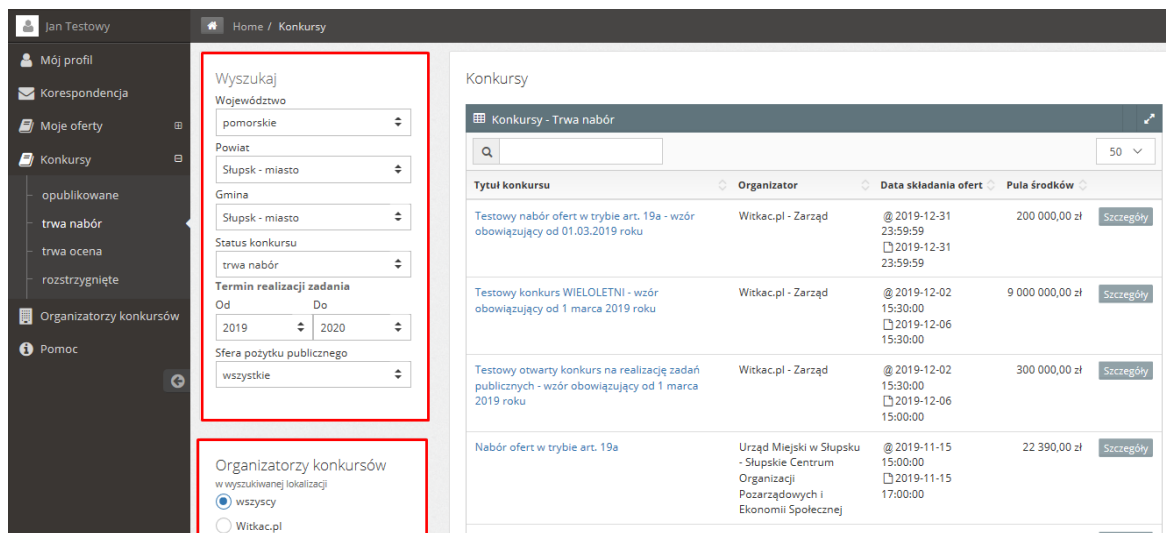 Jan Testowy
Home / Konkursy
Mój profil
Korespondencja
Moje oferty
Konkursy
opublikowane
trwa nabór
trwa ocena
rozstrzygnięte
Organizatorzy konkursów
Pomoc
Wyszukaj
Województwo
pomorskie
Powiat
Słupsk - miasto
Gmina
Słupsk - miasto
Status konkursu
trwa nabór
Termin realizacji zadania
Od Do
2019 2020
Sfera pożytku publicznego
wszystkie
Organizatorzy konkursów
w wyszukiwanej lokalizacji
wszyscy
Witkac.pl
Konkursy
Konkursy - Trwa nabór
50
Tytuł konkursu Organizator Data składania ofert Pula środków
Testowy nabór ofert w trybie art. 19a - wzór Witkac.pl - Zarząd @ 2019-12-31 200 000,00 zł Szczegóły
obowiązujący od 01.03.2019 roku 23:59:59
2019-12-31
23:59:59
Testowy konkurs WIELOLETNI - wzór Witkac.pl - Zarząd @ 2019-12-02 9 000 000,00 zł Szczegóły
obowiązujący od 1 marca 2019 roku 15:30:00
2019-12-06
15:30:00
Testowy otwarty konkurs na realizację zadań Witkac.pl - Zarząd @ 2019-12-02 300 000,00 zł Szczegóły
publicznych - wzór obowiązujący od 1 marca 15:30:00
2019 roku 2019-12-06
15:00:00
Nabór ofert w trybie art. 19a Urząd Miejski w Słupsku @ 2019-11-15 22 390,00 zł Szczegóły
- Słupskie Centrum 15:00:00
Organizacji 2019-11-15
Pozarządowych i 17:00:00
Ekonomii Społecznej